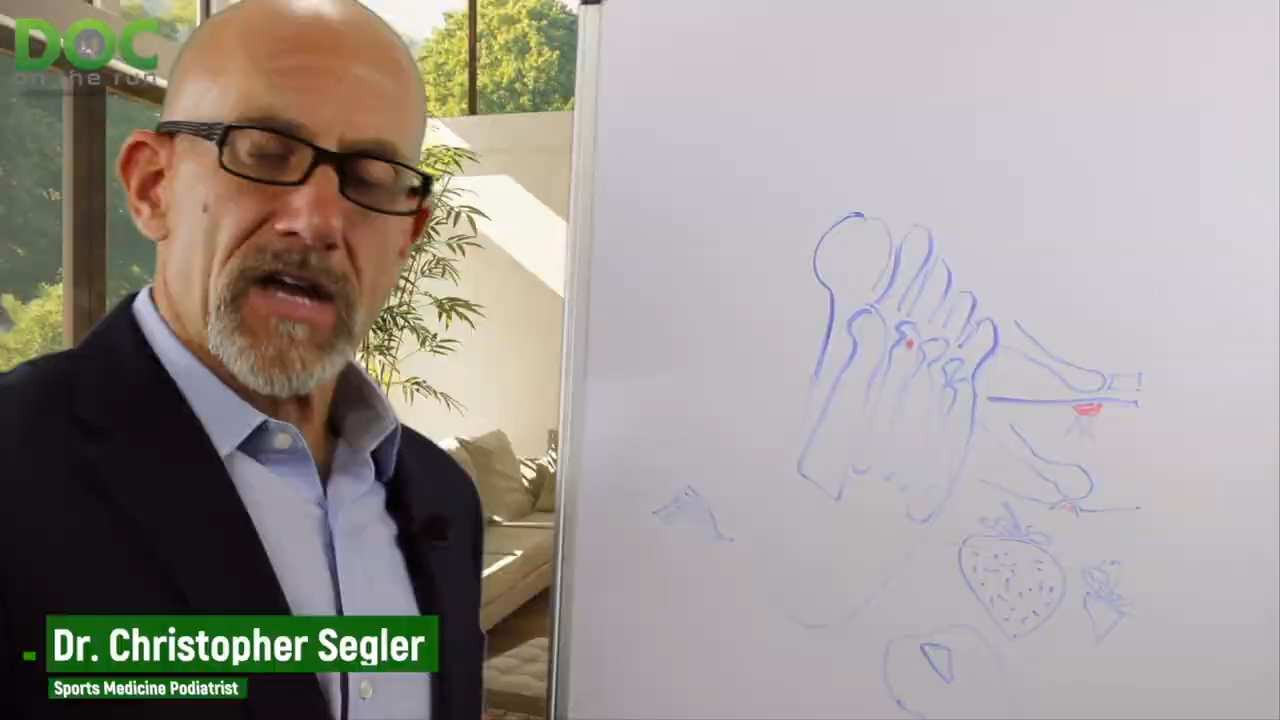 DOC
on the run
Dr. Christopher Segler
Sports Medicine Podiatrist